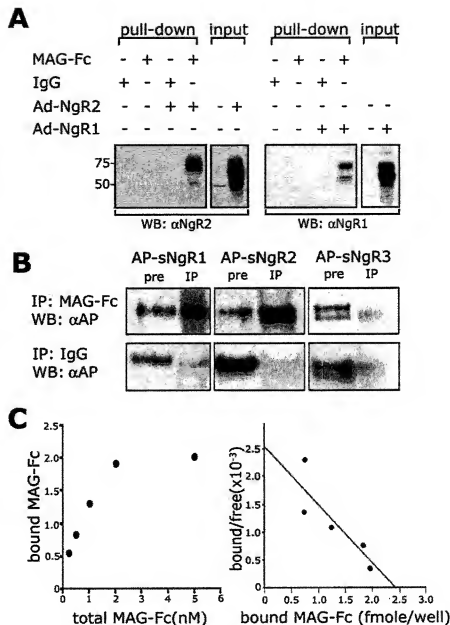 A
pull-down input pull-down input
MAG-Fc - + - + - + - +
IgG + - + - + - + -
Ad-NgR2 - - + + - +
Ad-NgR1 - - + + - +
75
50
WB: αNgR2 WB: αNgR1
B
AP-sNgR1 AP-sNgR2 AP-sNgR3
pre IP pre IP pre IP
IP: MAG-Fc
WB: αAP
IP: IgG
WB: αAP
C
bound MAG-Fc
2.5
2.0
1.5
1.0
0.5
0
0 1 2 3 4 5 6
total MAG-Fc(nM)
bound/free(x10⁻³)
2.5
2.0
1.5
1.0
0.5
0
0.0 0.5 1.0 1.5 2.0 2.5 3.0
bound MAG-Fc (fmole/well)